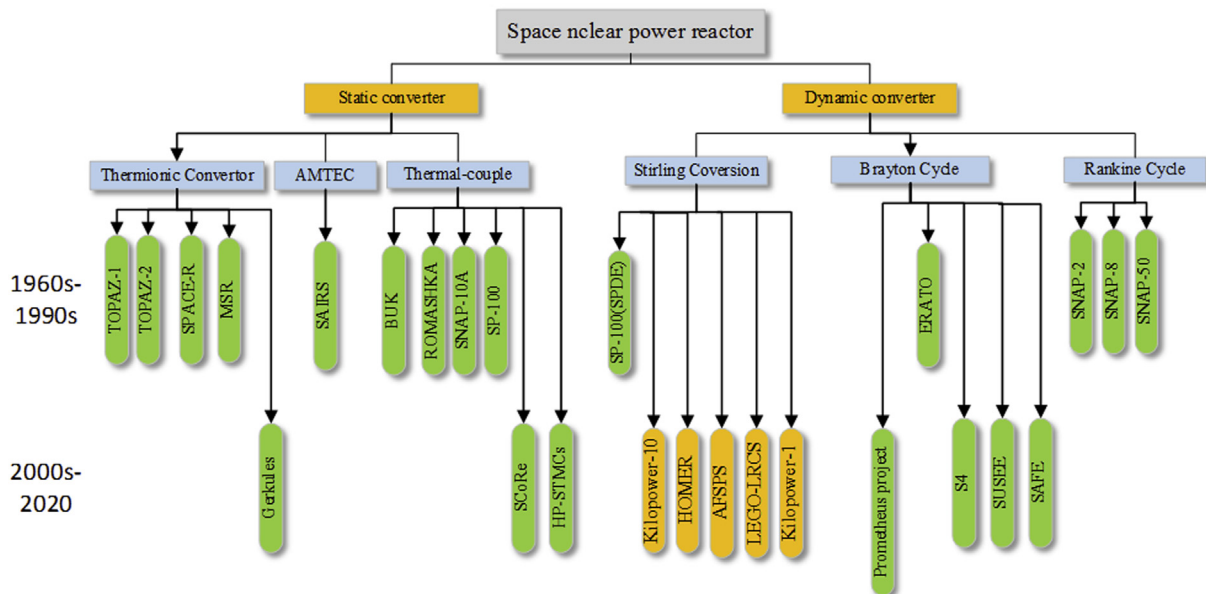 Space nclear power reactor
Static converter
Dynamic converter
Thermionic Convertor
AMTEC
Thermal-couple
Stirling Coversion
Brayton Cycle
Rankine Cycle
1960s-
1990s
TOPAZ-1
TOPAZ-2
SPACE-R
MSR
SAIRS
BUK
ROMASHKA
SNAP-10A
SP-100
SP-100(SPDE)
ERATO
SNAP-2
SNAP-8
SNAP-50
2000s-
2020
Gerkules
SCoRe
HP-STMCs
Kilopower-10
HOMER
AFSPS
LEGO-LRCS
Kilopower-1
Prometheus project
S4
SUSEE
SAFE